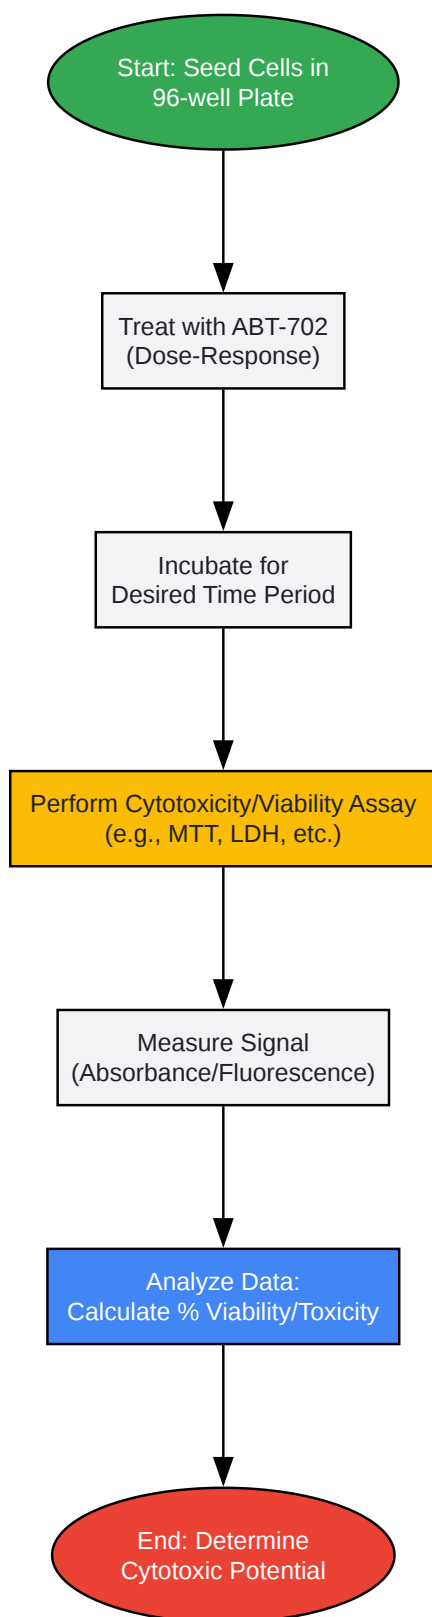 Start: Seed Cells in
96-well Plate
Treat with ABT-702
(Dose-Response)
Incubate for
Desired Time Period
Perform Cytotoxicity/Viability Assay
(e.g., MTT, LDH, etc.)
Measure Signal
(Absorbance/Fluorescence)
Analyze Data:
Calculate % Viability/Toxicity
End: Determine
Cytotoxic Potential